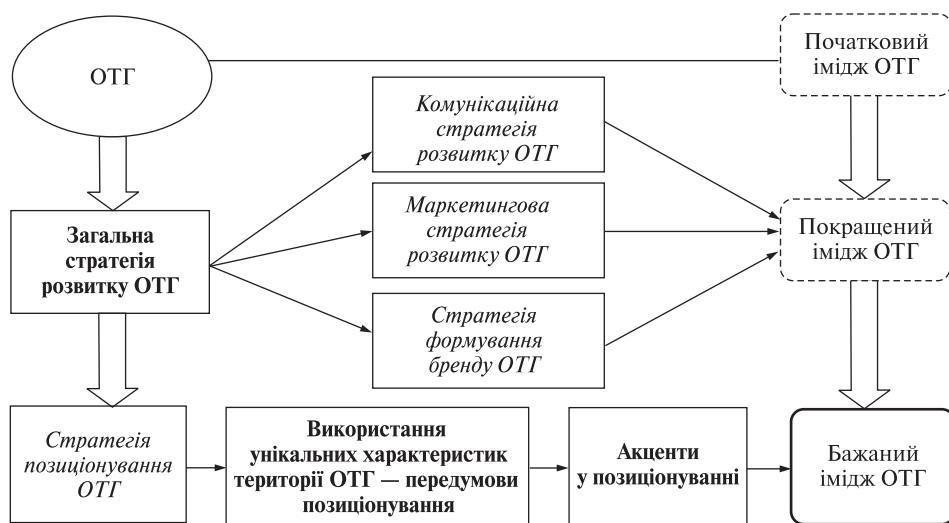 ОТГ
Початковий
імідж ОТГ
Комунікаційна
стратегія
розвитку ОТГ
Загальна
стратегія
розвитку ОТГ
Маркетингова
стратегія
розвитку ОТГ
Покращений
імідж ОТГ
Стратегія
формування
бренду ОТГ
Стратегія
позиціонування
ОТГ
Використання
унікальних характеристик
території ОТГ — передумови
позиціонування
Акценти
у позиціонуванні
Бажаний
імідж ОТГ